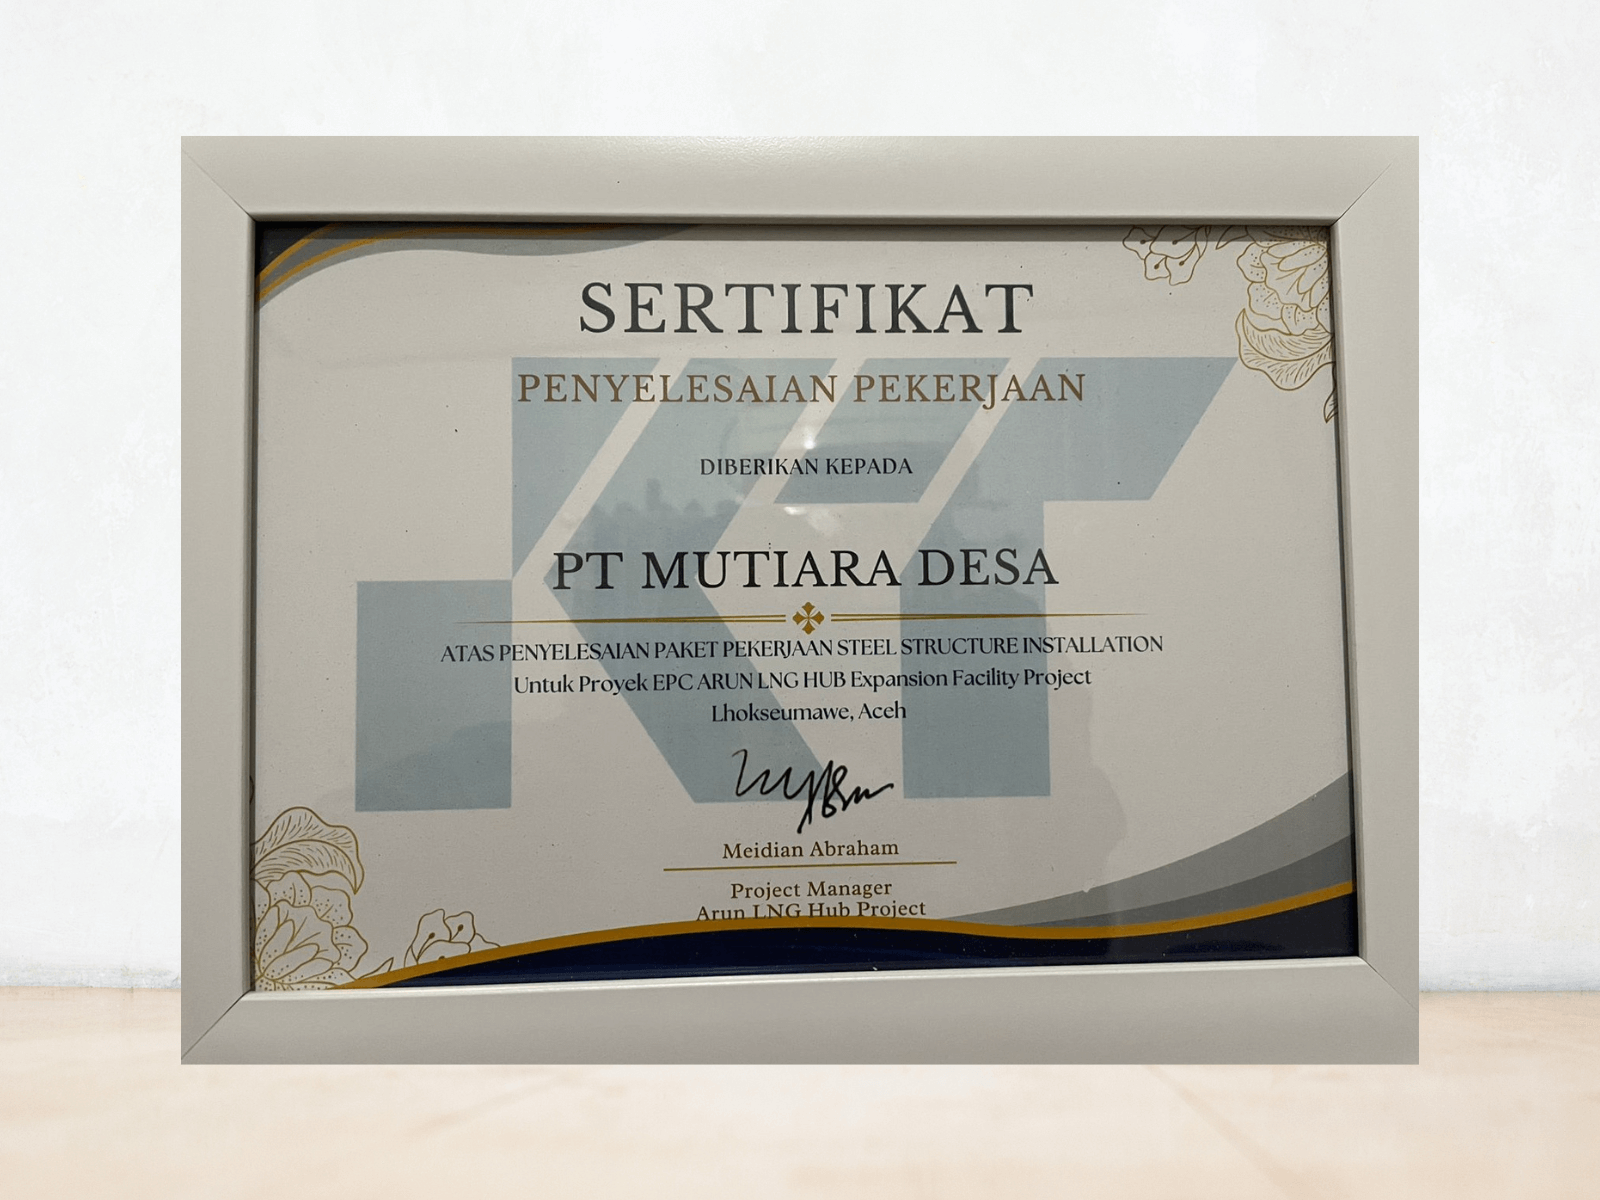 SERTIFIKAT
PENYELESAIAN PEKERJAAN
DIBERIKAN KEPADA
PT MUTIARA DESA
ATAS PENYELESAIAN PAKET PEKERJAAN STEEL STRUCTURE INSTALLATION
Untuk Proyek EPC ARUN LNG HUB Expansion Facility Project
Lhokseumawe, Aceh
Meidian Abraham
Project Manager
Arun LNG Hub Project